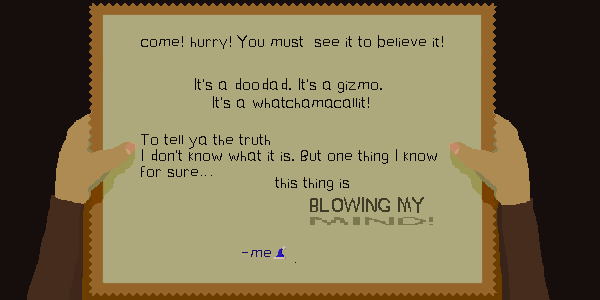 come! hurry! You must see it to believe it!
It's a doodad. It's a gizmo.
It's a whatchamacallit!
To tell ya the truth
I don't know what it is. But one thing I know
for sure...
this thing is
BLOWING MY
MIND!
-me